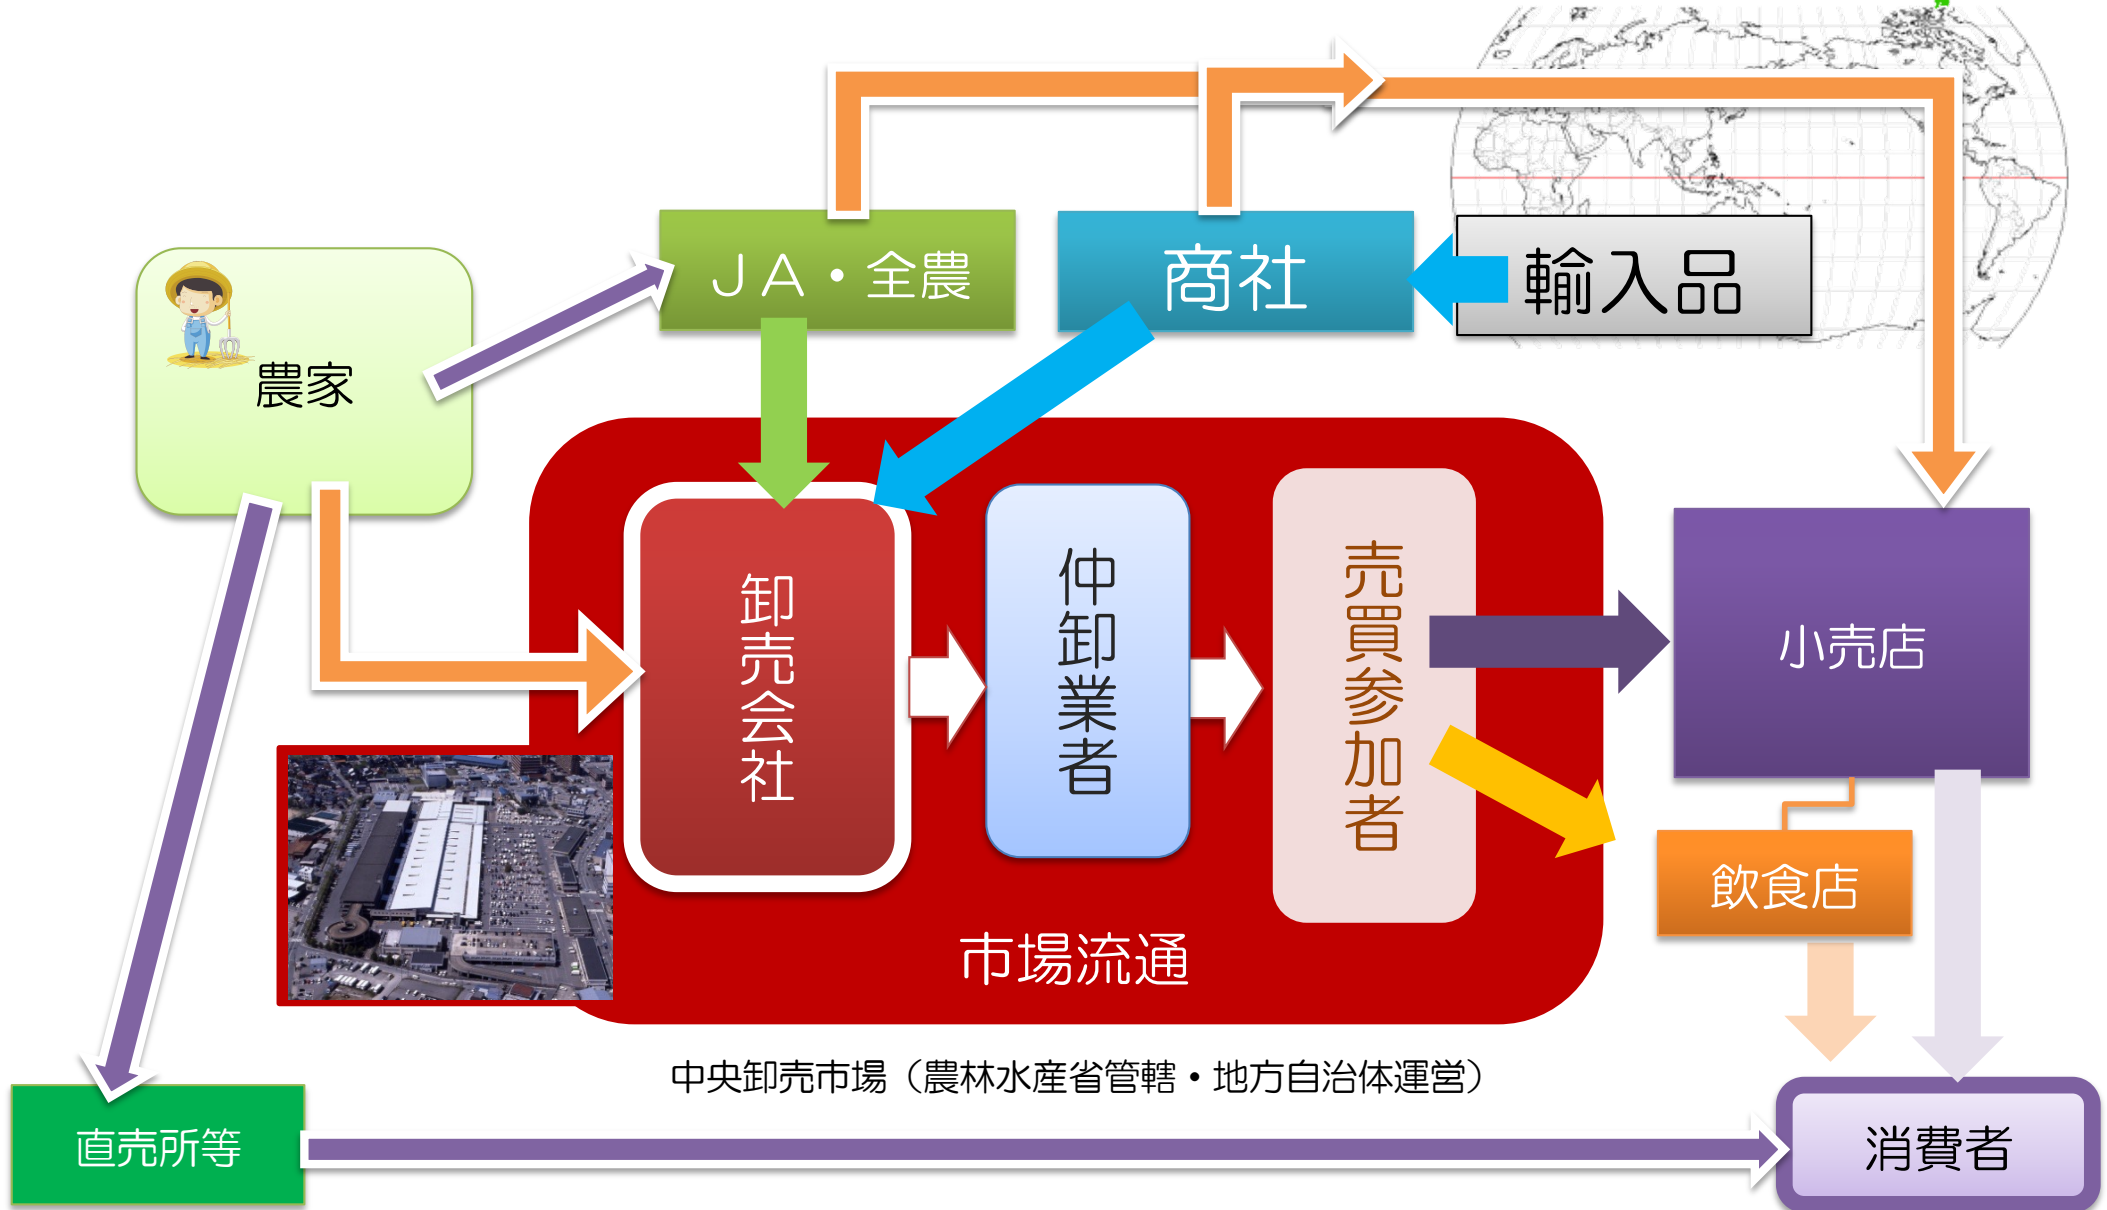 ＪＡ・全農
商社
輸入品
農家
卸売会社
仲卸業者
売買参加者
小売店
飲食店
市場流通
中央卸売市場（農林水産省管轄・地方自治体運営）
直売所等
消費者